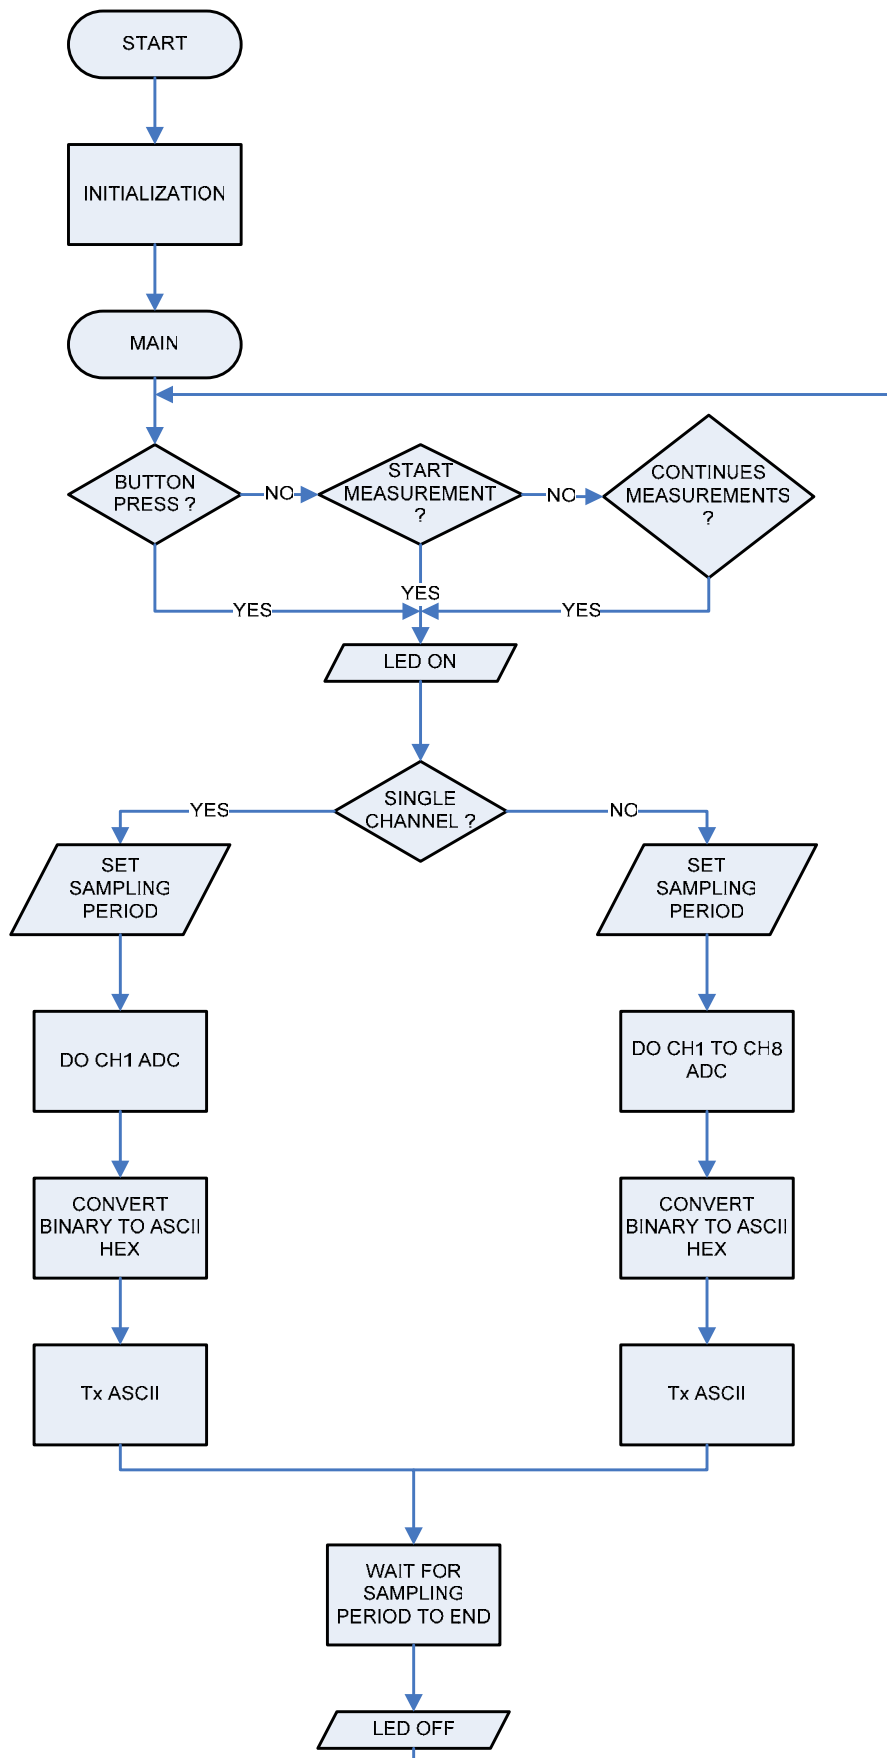 START
INITIALIZATION
MAIN
BUTTON
PRESS ?
NO
START
MEASUREMENT
?
NO
CONTINUES
MEASUREMENTS
?
YES
YES
YES
LED ON
SINGLE
CHANNEL ?
YES
NO
SET
SAMPLING
PERIOD
SET
SAMPLING
PERIOD
DO CH1 ADC
DO CH1 TO CH8
ADC
CONVERT
BINARY TO ASCII
HEX
CONVERT
BINARY TO ASCII
HEX
Tx ASCII
Tx ASCII
WAIT FOR
SAMPLING
PERIOD TO END
LED OFF